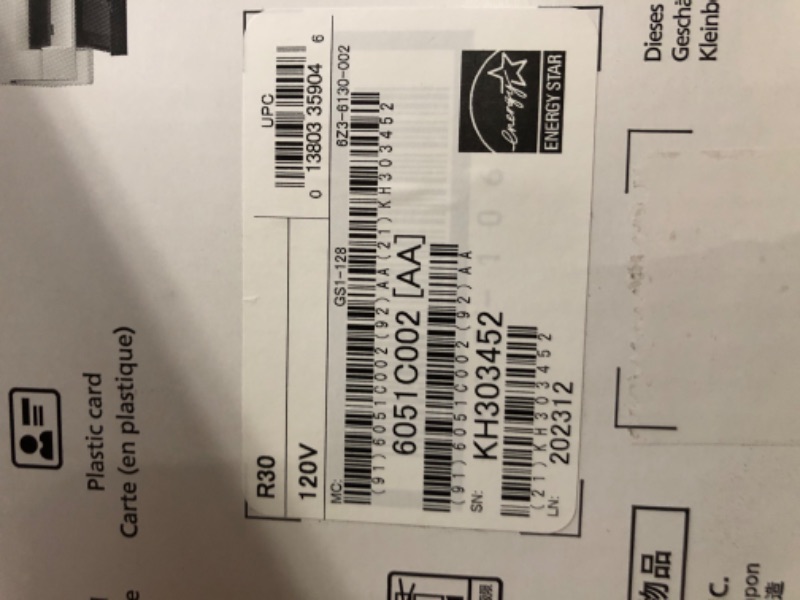 R30
UPC
0 13803 35904 6
120V
GS1-128
6Z3-6130-002
MC:
(91)6051C002(92)AA(21)KH303452
6051C002 [AA]
(91)6051C002(92)AA
SN:
KH303452
(21)KH303452
LN:
202312
energy
ENERGY STAR
Plastic card
Carte (en plastique)
Dieses
Geschä
Kleinb
物品
C.
pon
造